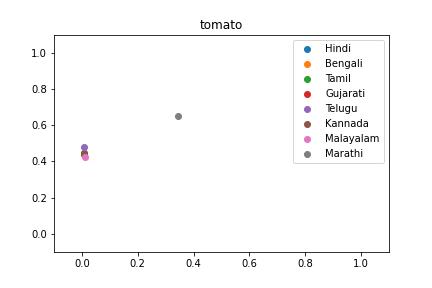 tomato
1.0
0.8
0.6
0.4
0.2
0.0
0.0 0.2 0.4 0.6 0.8 1.0
Hindi
Bengali
Tamil
Gujarati
Telugu
Kannada
Malayalam
Marathi